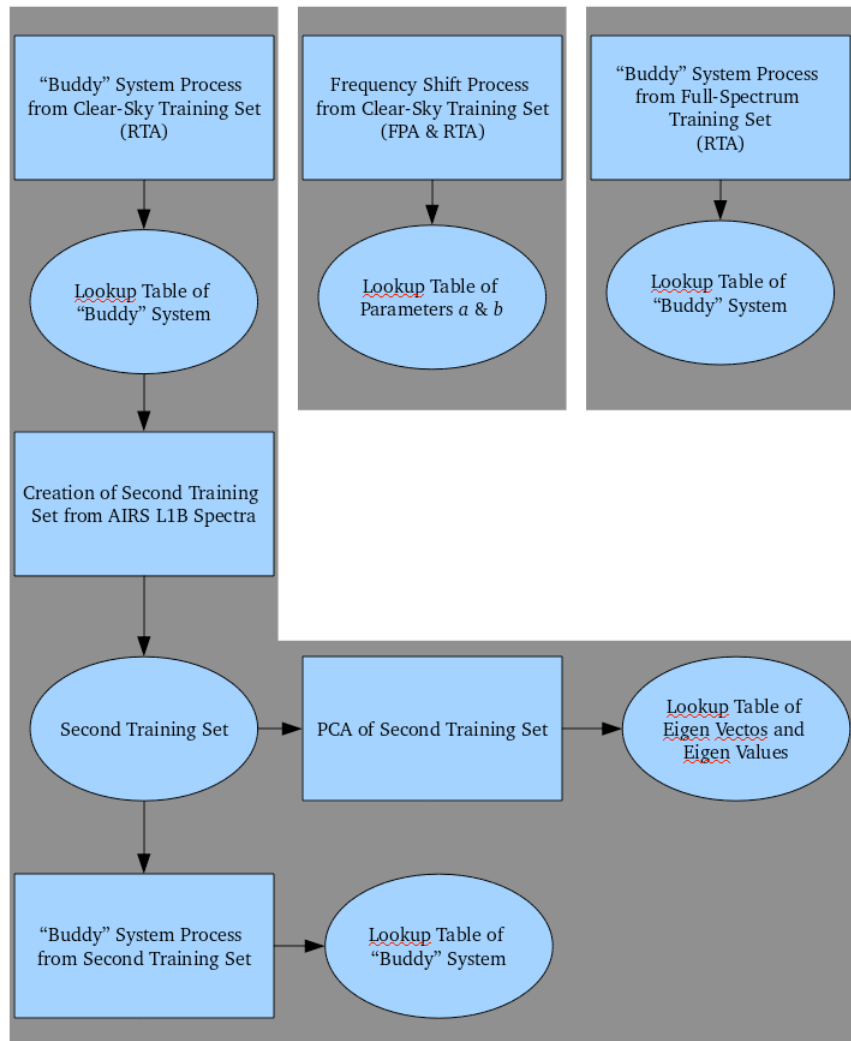 “Buddy” System Process
from Clear-Sky Training Set
(RTA)
Frequency Shift Process
from Clear-Sky Training Set
(FPA & RTA)
“Buddy” System Process
from Full-Spectrum
Training Set
(RTA)
Lookup Table of
“Buddy” System
Lookup Table of
Parameters a & b
Lookup Table of
“Buddy” System
Creation of Second Training
Set from AIRS L1B Spectra
Second Training Set
PCA of Second Training Set
Lookup Table of
Eigen Vectos and
Eigen Values
“Buddy” System Process
from Second Training Set
Lookup Table of
“Buddy” System